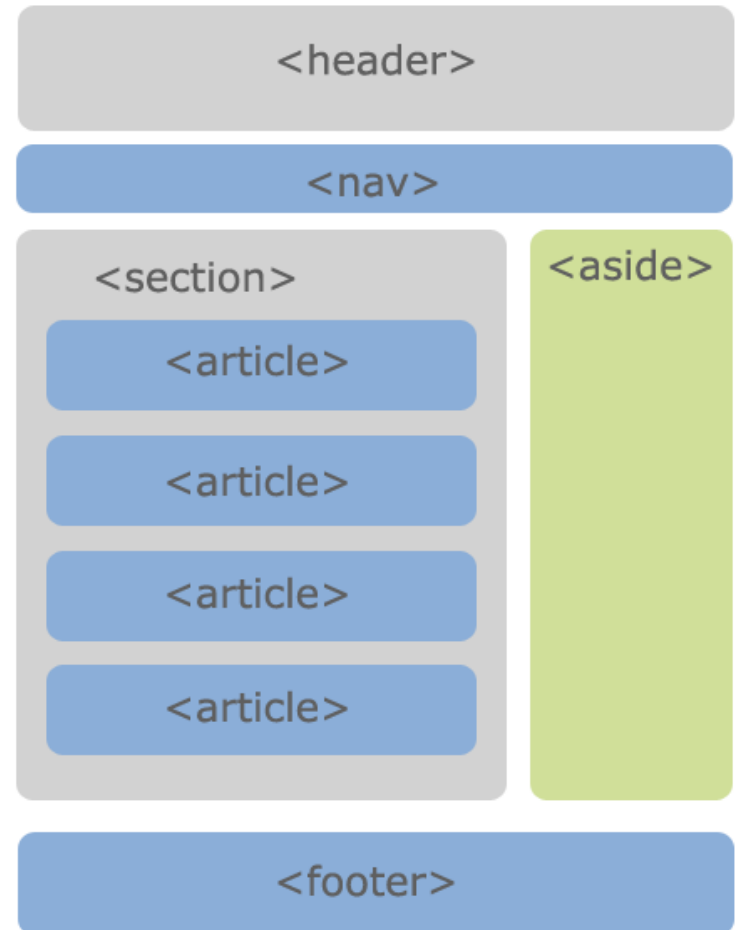 <header>
<nav>
<section>
<aside>
<article>
<article>
<article>
<article>
<footer>